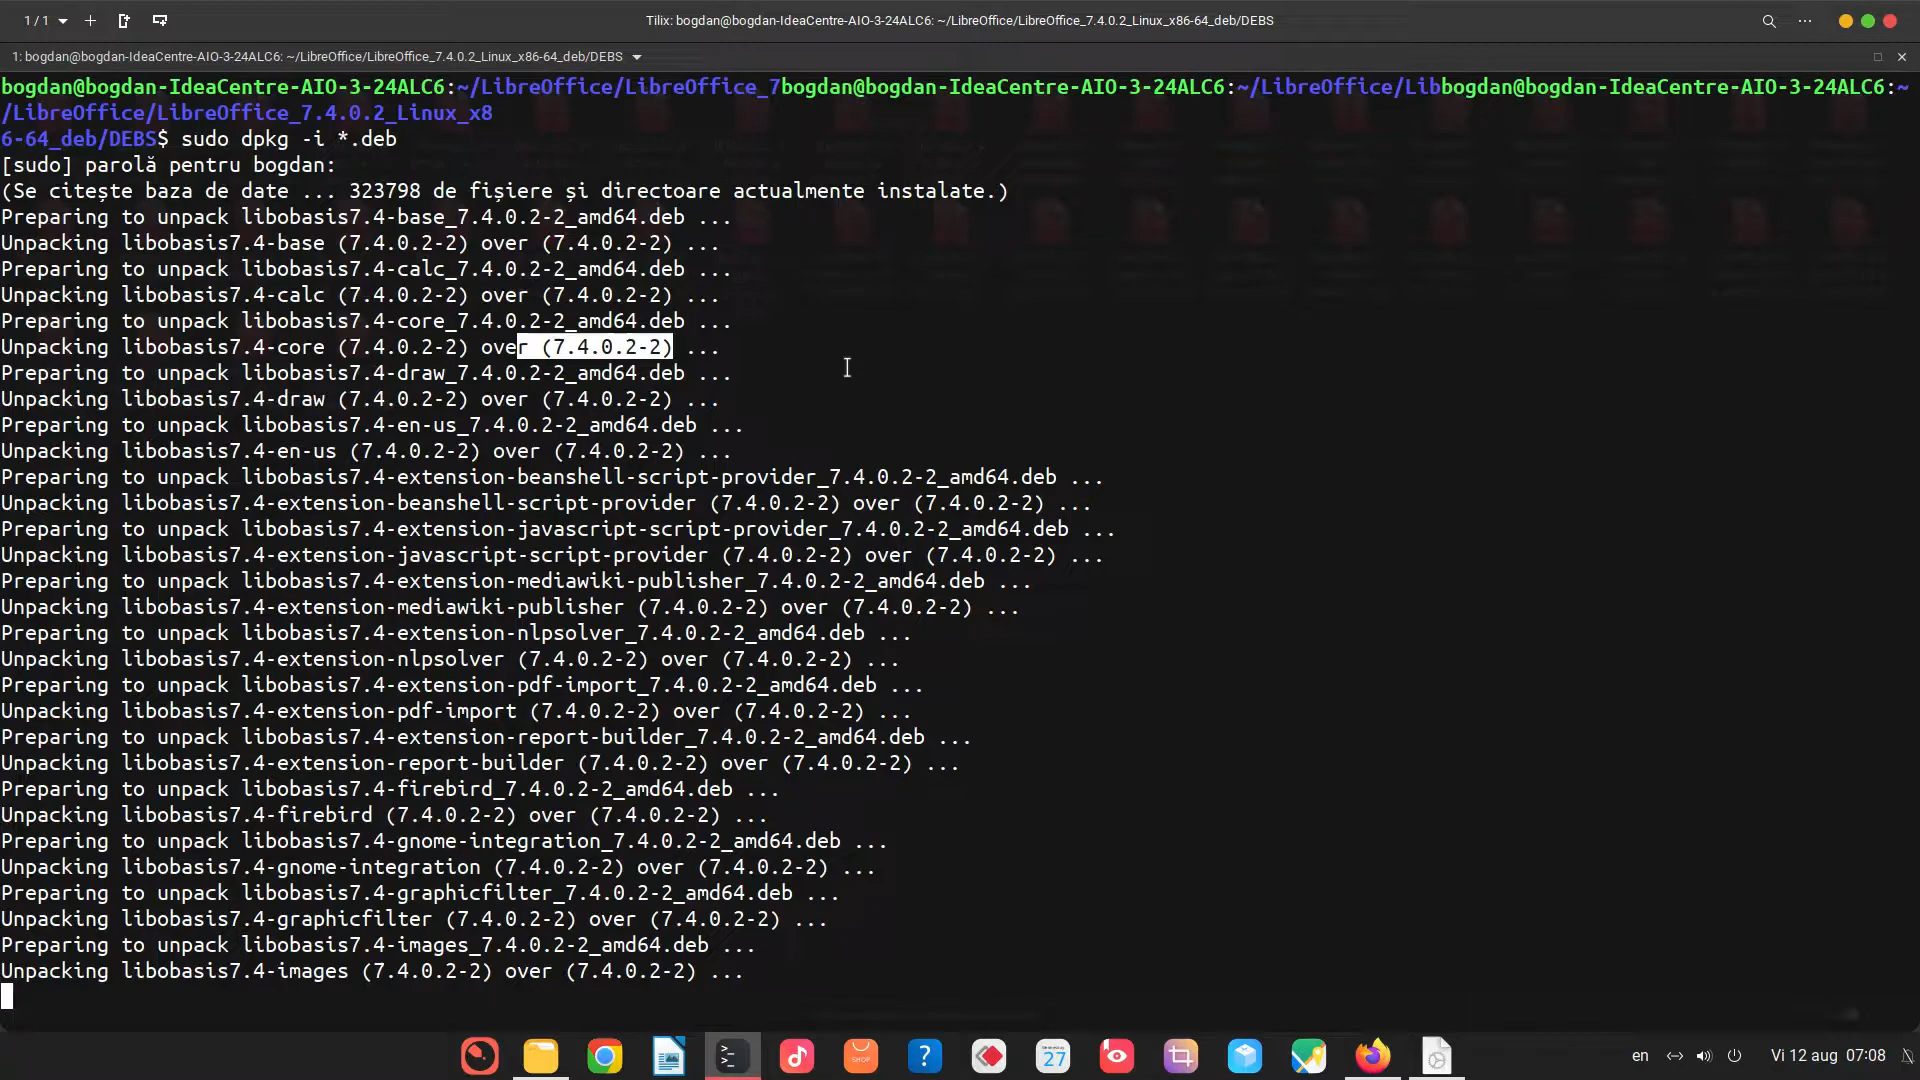 1 / 1
Tilix: bogdan@bogdan-IdeaCentre-AIO-3-24ALC6: ~/LibreOffice/LibreOffice_7.4.0.2_Linux_x86-64_deb/DEBS
1: bogdan@bogdan-IdeaCentre-AIO-3-24ALC6: ~/LibreOffice/LibreOffice_7.4.0.2_Linux_x86-64_deb/DEBS
bogdan@bogdan-IdeaCentre-AIO-3-24ALC6:~/LibreOffice/LibreOffice_7bogdan@bogdan-IdeaCentre-AIO-3-24ALC6:~/LibreOffice/Libbogdan@bogdan-IdeaCentre-AIO-3-24ALC6:~
/LibreOffice/LibreOffice_7.4.0.2_Linux_x8
6-64_deb/DEBS$ sudo dpkg -i *.deb
[sudo] parolă pentru bogdan:
(Se citește baza de date ... 323798 de fișiere și directoare actualmente instalate.)
Preparing to unpack libobasis7.4-base_7.4.0.2-2_amd64.deb ...
Unpacking libobasis7.4-base (7.4.0.2-2) over (7.4.0.2-2) ...
Preparing to unpack libobasis7.4-calc_7.4.0.2-2_amd64.deb ...
Unpacking libobasis7.4-calc (7.4.0.2-2) over (7.4.0.2-2) ...
Preparing to unpack libobasis7.4-core_7.4.0.2-2_amd64.deb ...
Unpacking libobasis7.4-core (7.4.0.2-2) over (7.4.0.2-2) ...
Preparing to unpack libobasis7.4-draw_7.4.0.2-2_amd64.deb ...
Unpacking libobasis7.4-draw (7.4.0.2-2) over (7.4.0.2-2) ...
Preparing to unpack libobasis7.4-en-us_7.4.0.2-2_amd64.deb ...
Unpacking libobasis7.4-en-us (7.4.0.2-2) over (7.4.0.2-2) ...
Preparing to unpack libobasis7.4-extension-beanshell-script-provider_7.4.0.2-2_amd64.deb ...
Unpacking libobasis7.4-extension-beanshell-script-provider (7.4.0.2-2) over (7.4.0.2-2) ...
Preparing to unpack libobasis7.4-extension-javascript-script-provider_7.4.0.2-2_amd64.deb ...
Unpacking libobasis7.4-extension-javascript-script-provider (7.4.0.2-2) over (7.4.0.2-2) ...
Preparing to unpack libobasis7.4-extension-mediawiki-publisher_7.4.0.2-2_amd64.deb ...
Unpacking libobasis7.4-extension-mediawiki-publisher (7.4.0.2-2) over (7.4.0.2-2) ...
Preparing to unpack libobasis7.4-extension-nlpsolver_7.4.0.2-2_amd64.deb ...
Unpacking libobasis7.4-extension-nlpsolver (7.4.0.2-2) over (7.4.0.2-2) ...
Preparing to unpack libobasis7.4-extension-pdf-import_7.4.0.2-2_amd64.deb ...
Unpacking libobasis7.4-extension-pdf-import (7.4.0.2-2) over (7.4.0.2-2) ...
Preparing to unpack libobasis7.4-extension-report-builder_7.4.0.2-2_amd64.deb ...
Unpacking libobasis7.4-extension-report-builder (7.4.0.2-2) over (7.4.0.2-2) ...
Preparing to unpack libobasis7.4-firebird_7.4.0.2-2_amd64.deb ...
Unpacking libobasis7.4-firebird (7.4.0.2-2) over (7.4.0.2-2) ...
Preparing to unpack libobasis7.4-gnome-integration_7.4.0.2-2_amd64.deb ...
Unpacking libobasis7.4-gnome-integration (7.4.0.2-2) over (7.4.0.2-2) ...
Preparing to unpack libobasis7.4-graphicfilter_7.4.0.2-2_amd64.deb ...
Unpacking libobasis7.4-graphicfilter (7.4.0.2-2) over (7.4.0.2-2) ...
Preparing to unpack libobasis7.4-images_7.4.0.2-2_amd64.deb ...
Unpacking libobasis7.4-images (7.4.0.2-2) over (7.4.0.2-2) ...
SHOP
27
en
Vi 12 aug 07:08